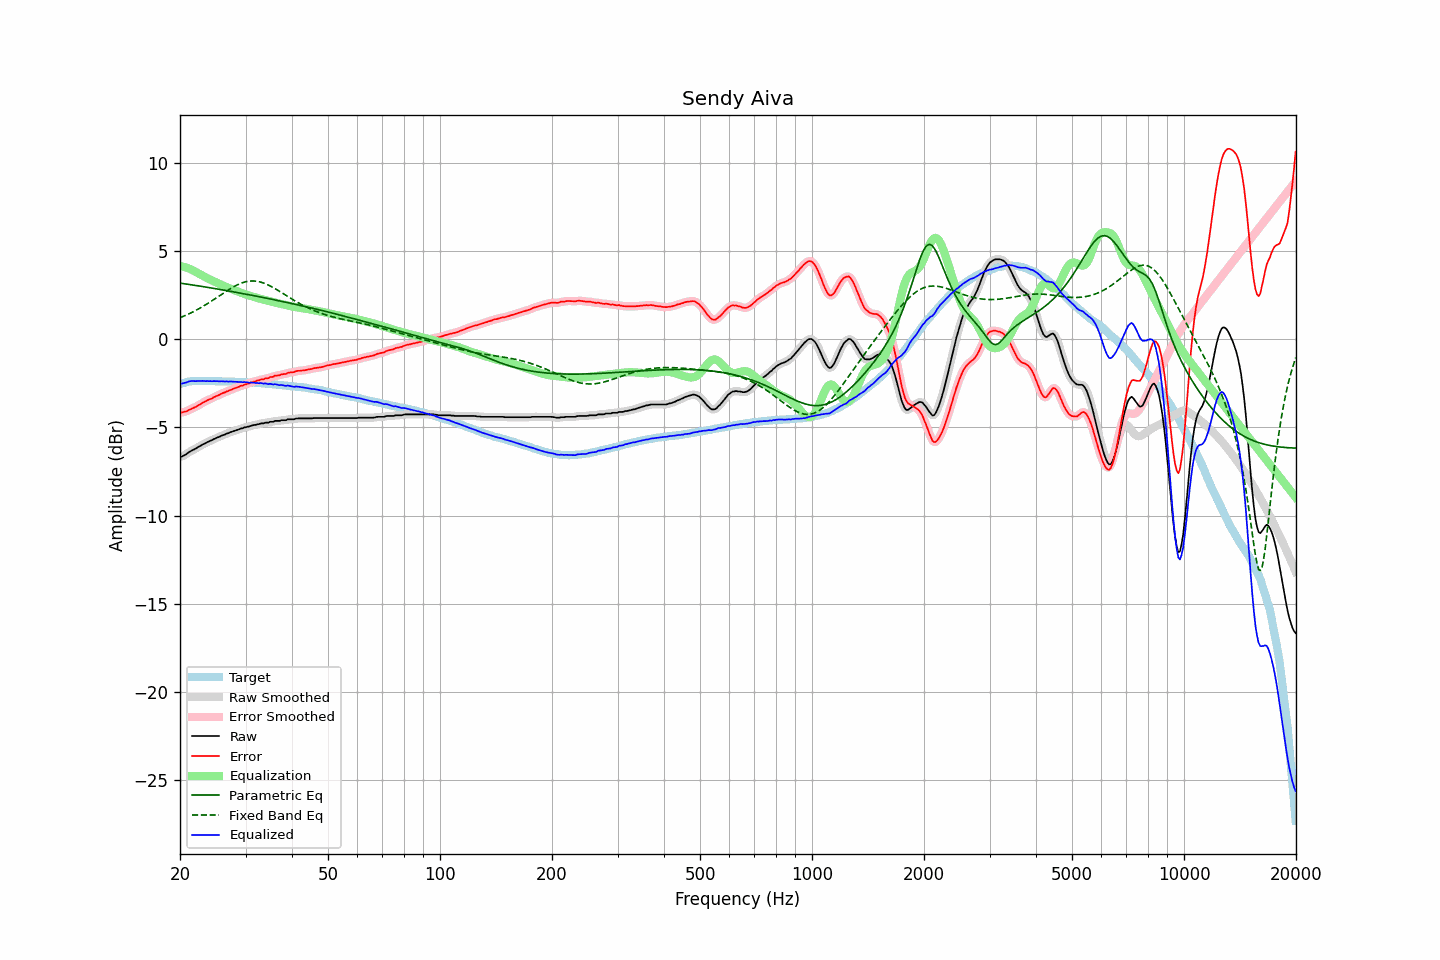 Sendy Aiva
Amplitude (dBr)
10
5
0
−5
−10
−15
−20
−25
Target
Raw Smoothed
Error Smoothed
Raw
Error
Equalization
Parametric Eq
Fixed Band Eq
Equalized
20 50 100 200 500 1000 2000 5000 10000 20000
Frequency (Hz)